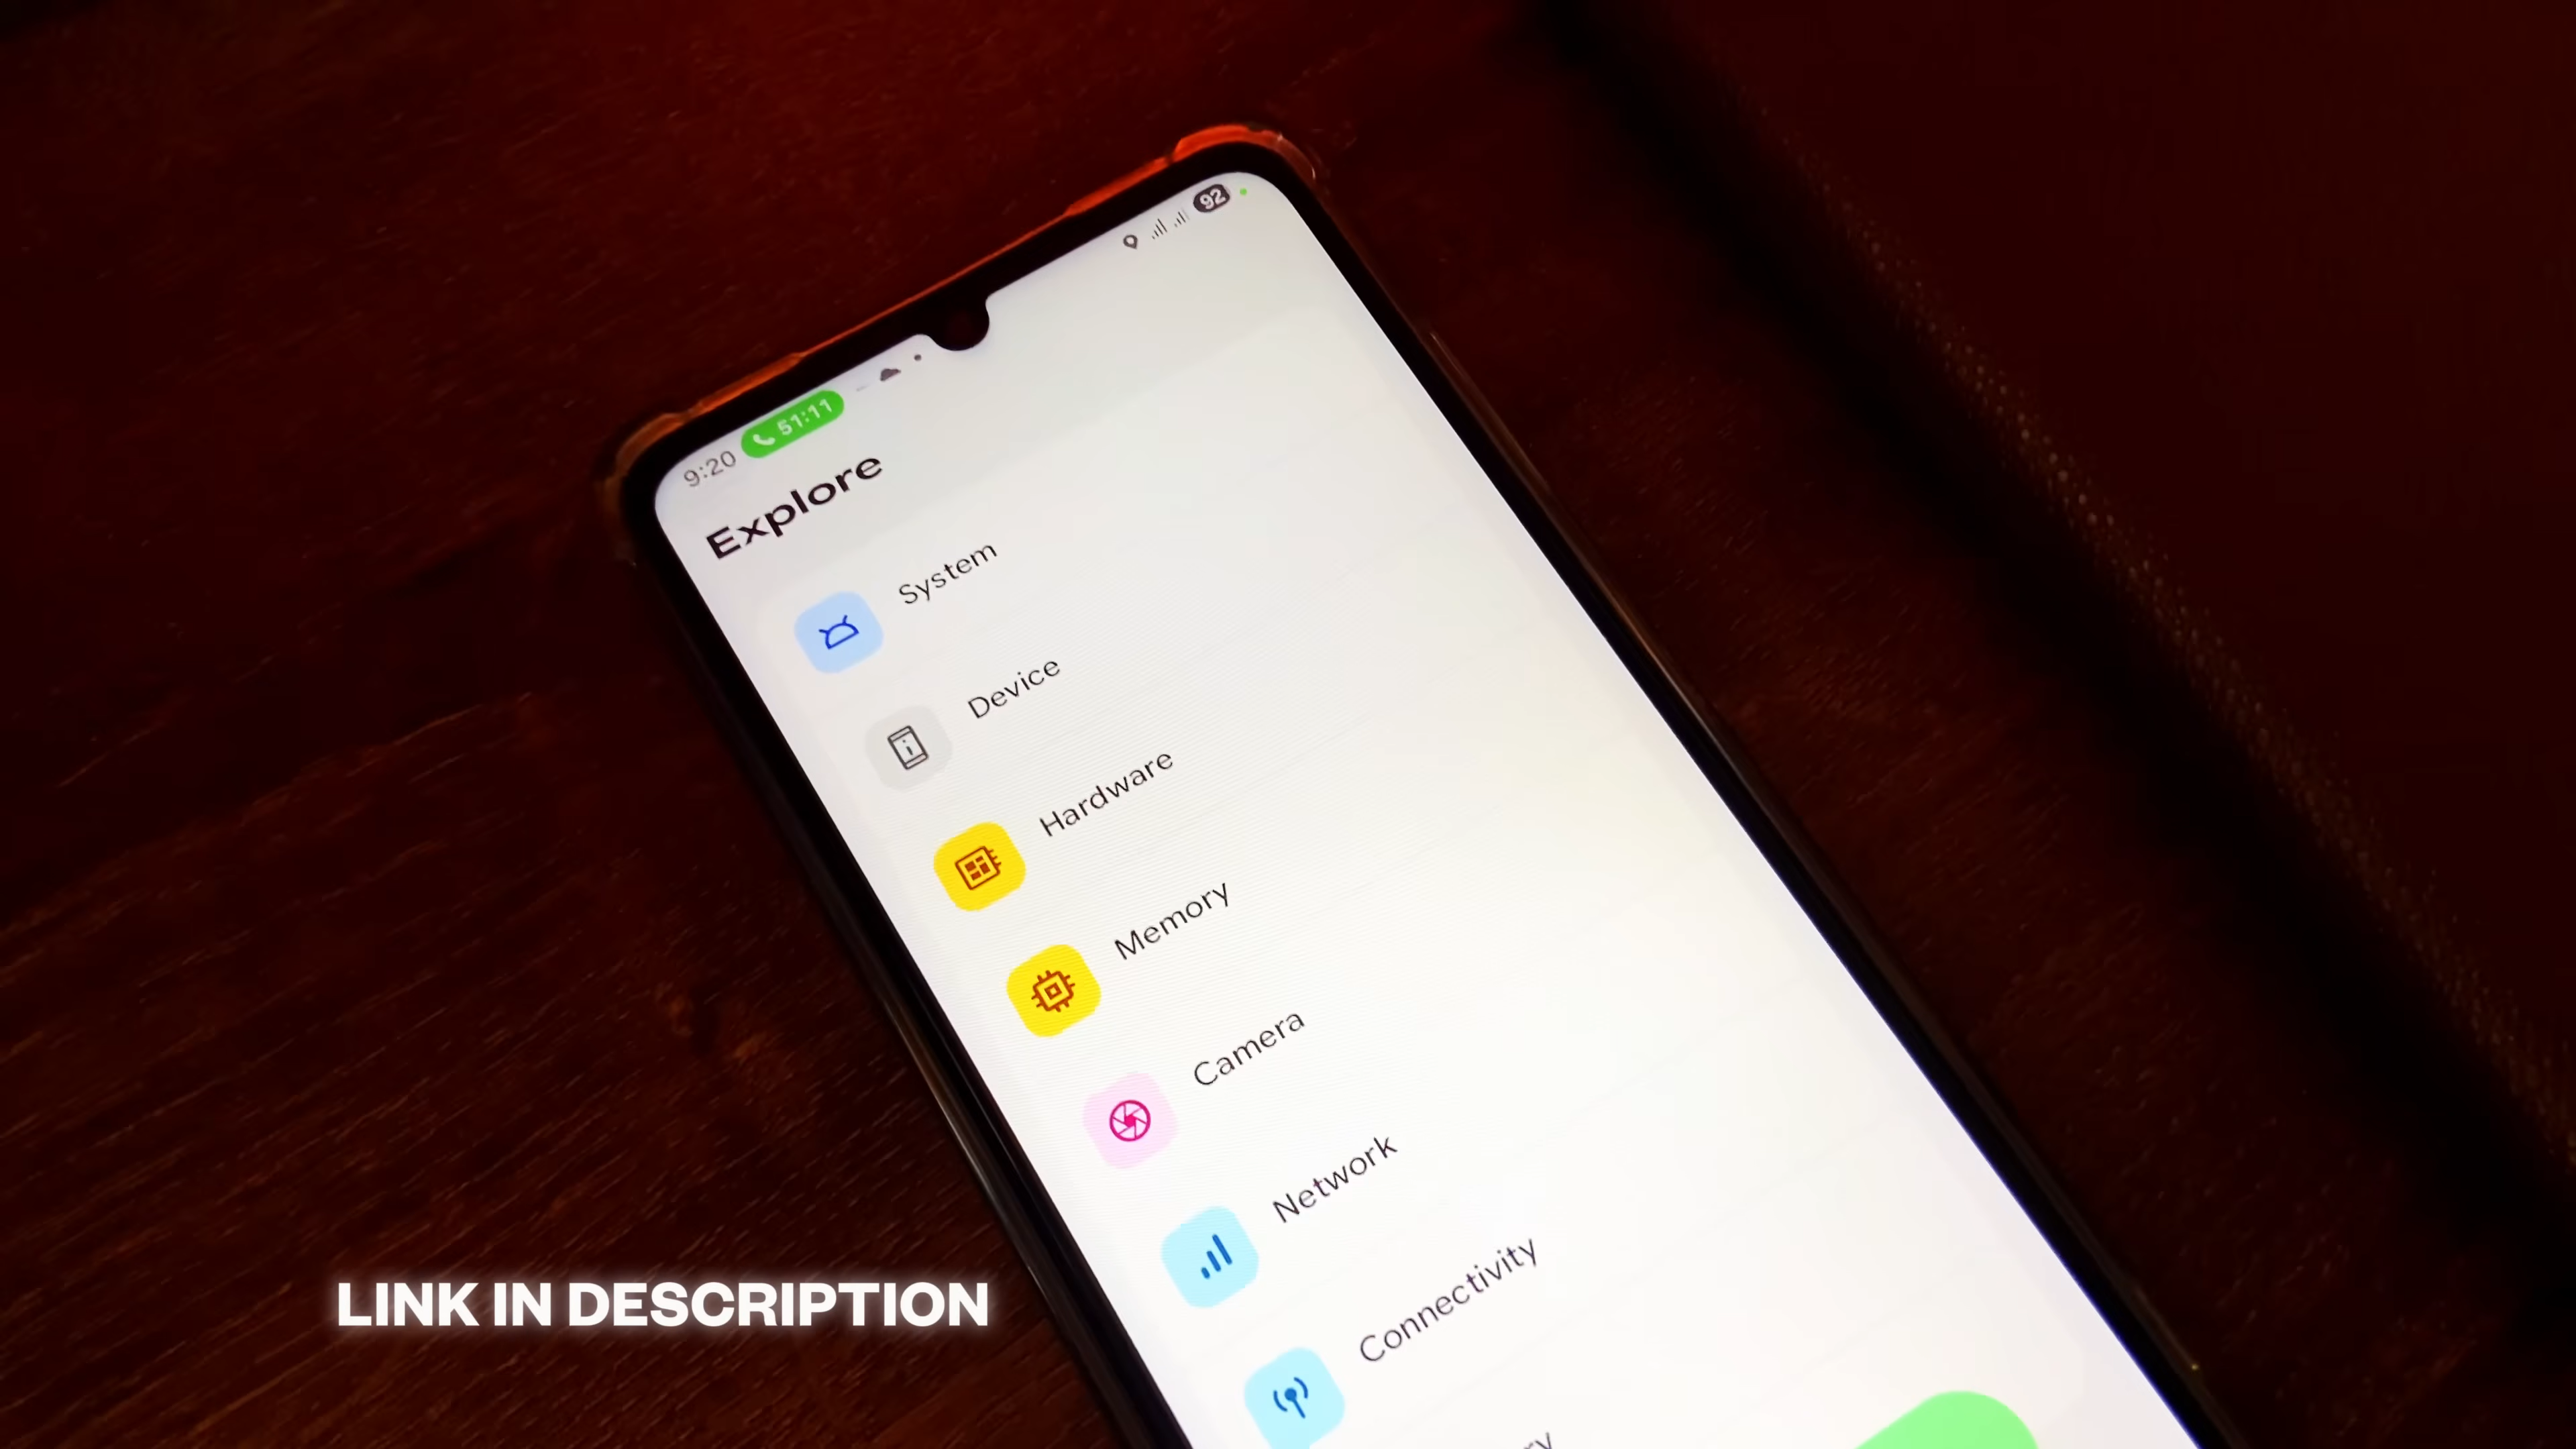 9:20 51:11 92
Explore
System
Device
Hardware
Memory
Camera
Network
Connectivity
LINK IN DESCRIPTION